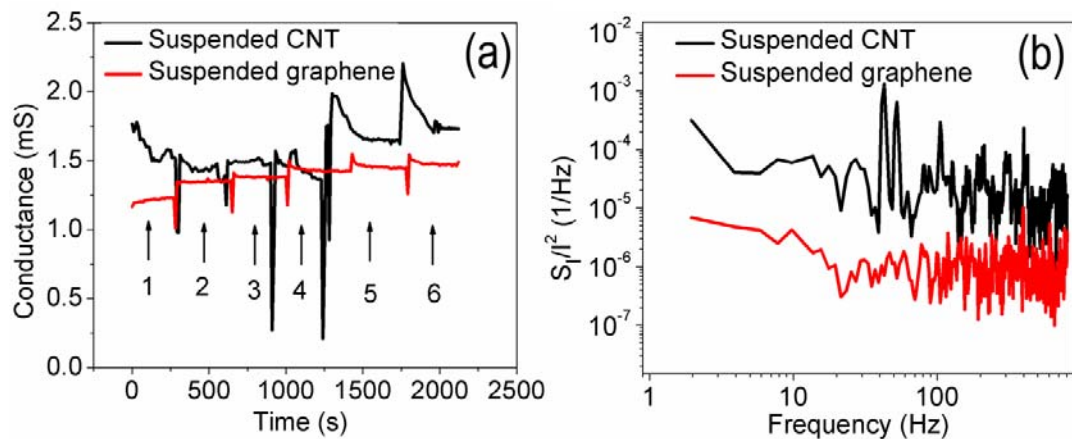 Suspended CNT
Suspended graphene
(a)
2.5
2.0
1.5
1.0
0.5
0.0
1 2 3 4 5 6
0 500 1000 1500 2000 2500
Time (s)
Conductance (mS)
Suspended CNT
Suspended graphene
(b)
10⁻²
10⁻³
10⁻⁴
10⁻⁵
10⁻⁶
10⁻⁷
1 10 100
Frequency (Hz)
S_I/I² (1/Hz)